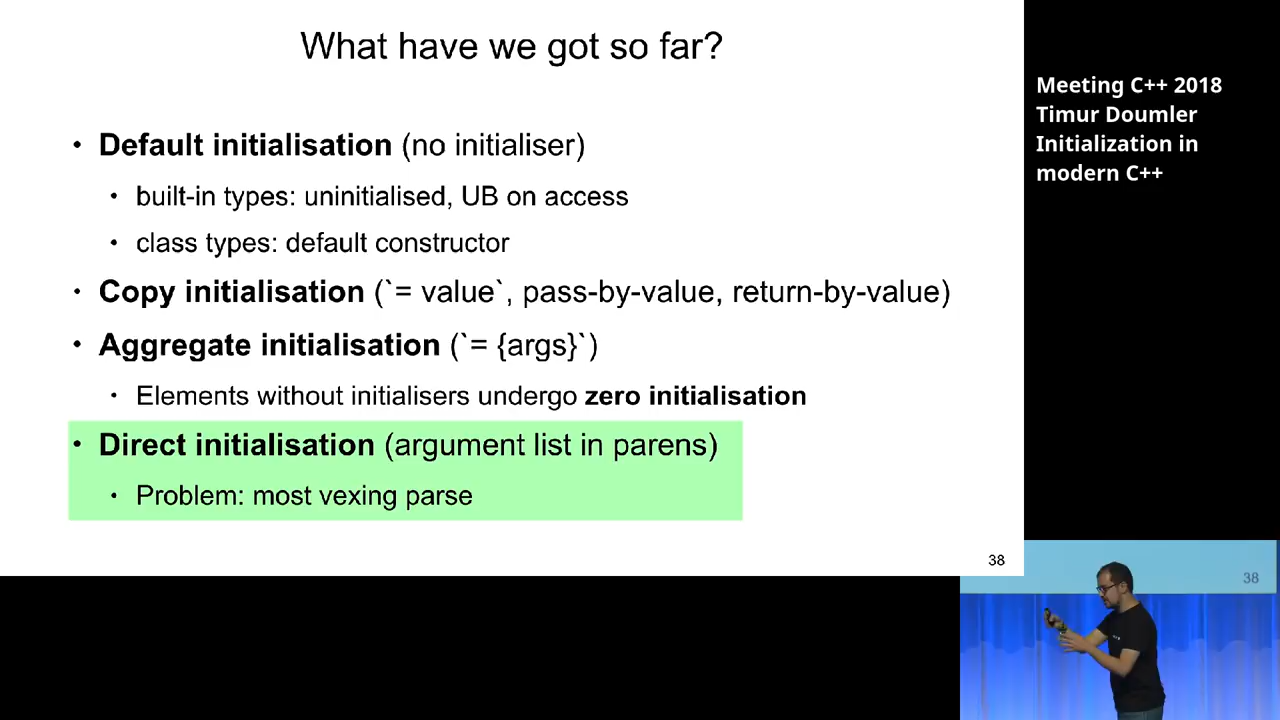 What have we got so far?
• Default initialisation (no initialiser)
• built-in types: uninitialised, UB on access
• class types: default constructor
• Copy initialisation (`= value`, pass-by-value, return-by-value)
• Aggregate initialisation (`= {args}`)
• Elements without initialisers undergo zero initialisation
• Direct initialisation (argument list in parens)
• Problem: most vexing parse
38
Meeting C++ 2018
Timur Doumler
Initialization in
modern C++
38